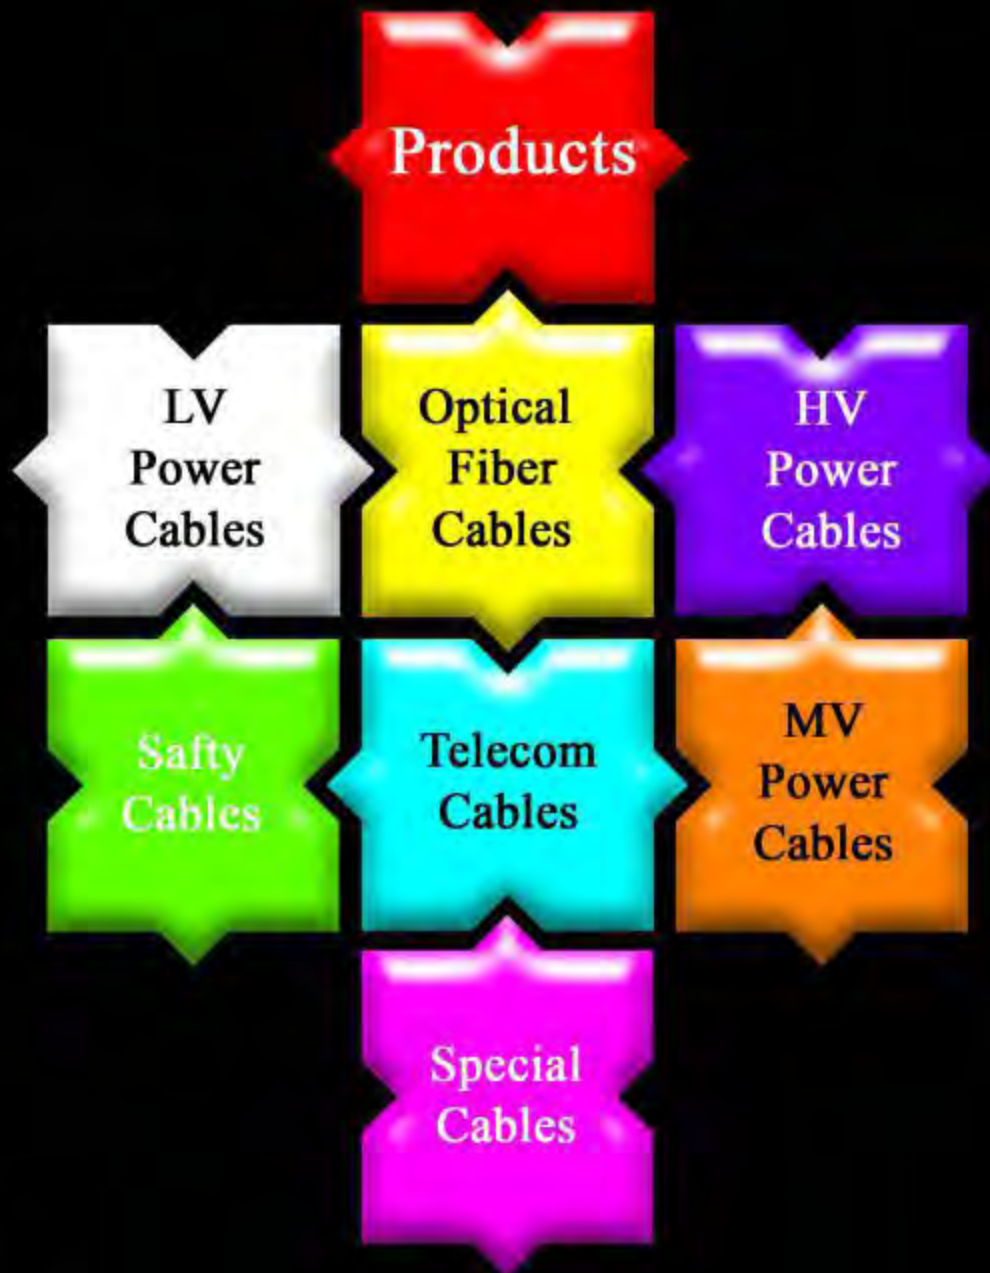 Products
LV
Power
Cables
Optical
Fiber
Cables
HV
Power
Cables
Safty
Cables
Telecom
Cables
MV
Power
Cables
Special
Cables